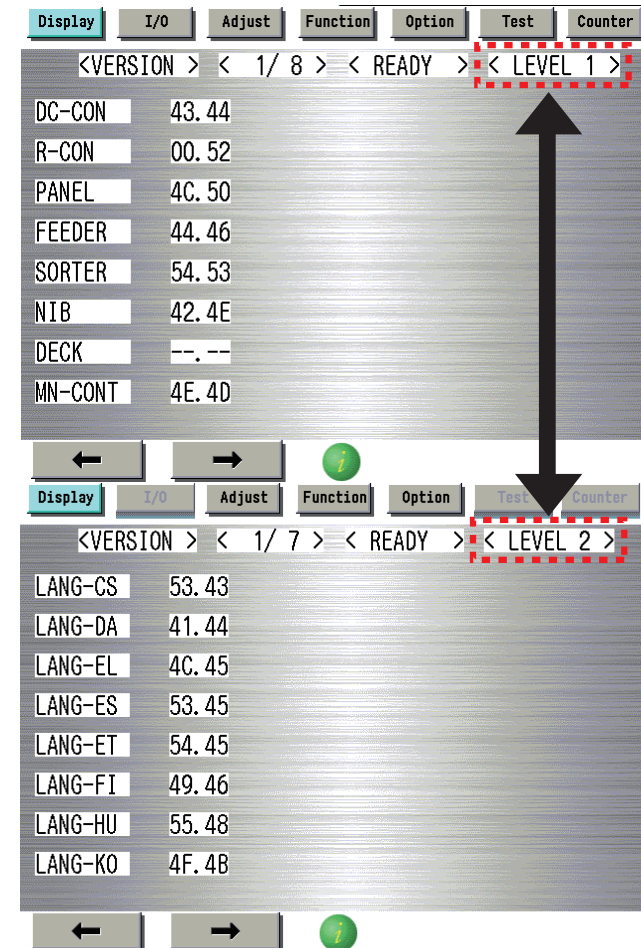 Display I/O Adjust Function Option Test Counter
<VERSION > < 1/ 8 > < READY > < LEVEL 1 >
DC-CON 43.44
R-CON 00.52
PANEL 4C.50
FEEDER 44.46
SORTER 54.53
NIB 42.4E
DECK --.--
MN-CONT 4E.4D
Display I/O Adjust Function Option Test Counter
<VERSION > < 1/ 7 > < READY > < LEVEL 2 >
LANG-CS 53.43
LANG-DA 41.44
LANG-EL 4C.45
LANG-ES 53.45
LANG-ET 54.45
LANG-FI 49.46
LANG-HU 55.48
LANG-KO 4F.4B